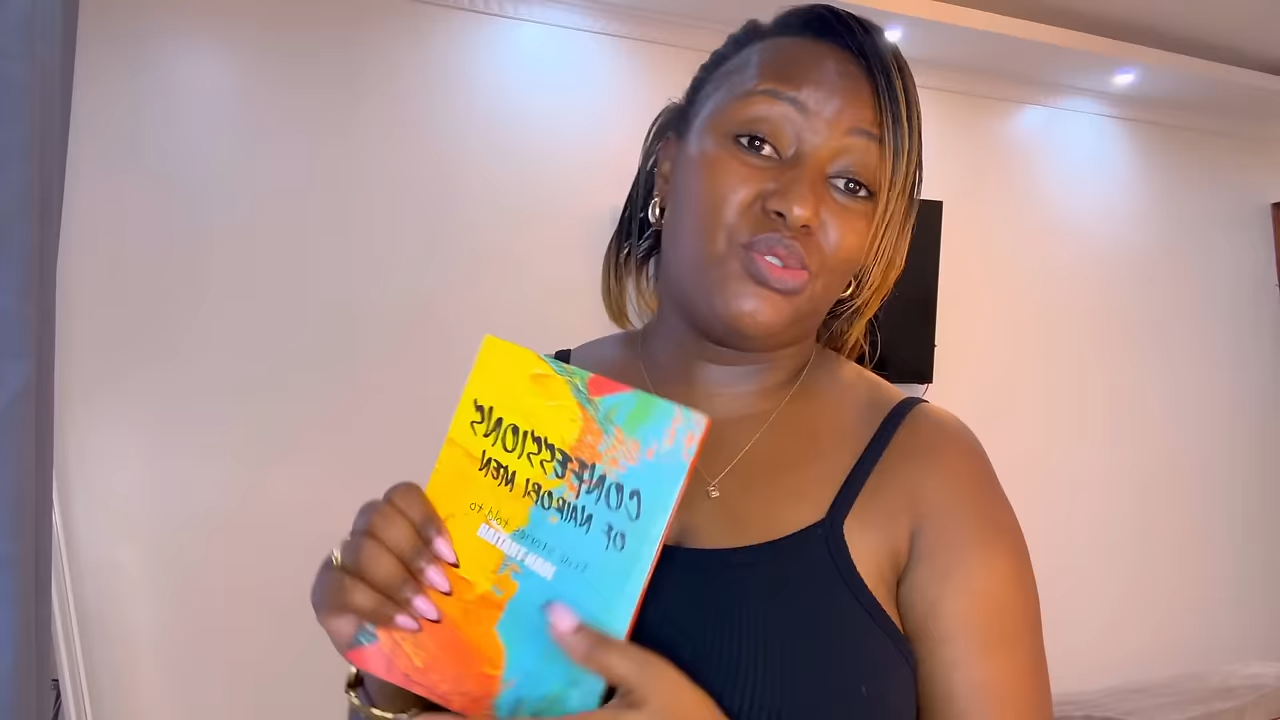 CONFESSIONS
OF NAIROBI MEN
true stories told to
JOAN THATIAH